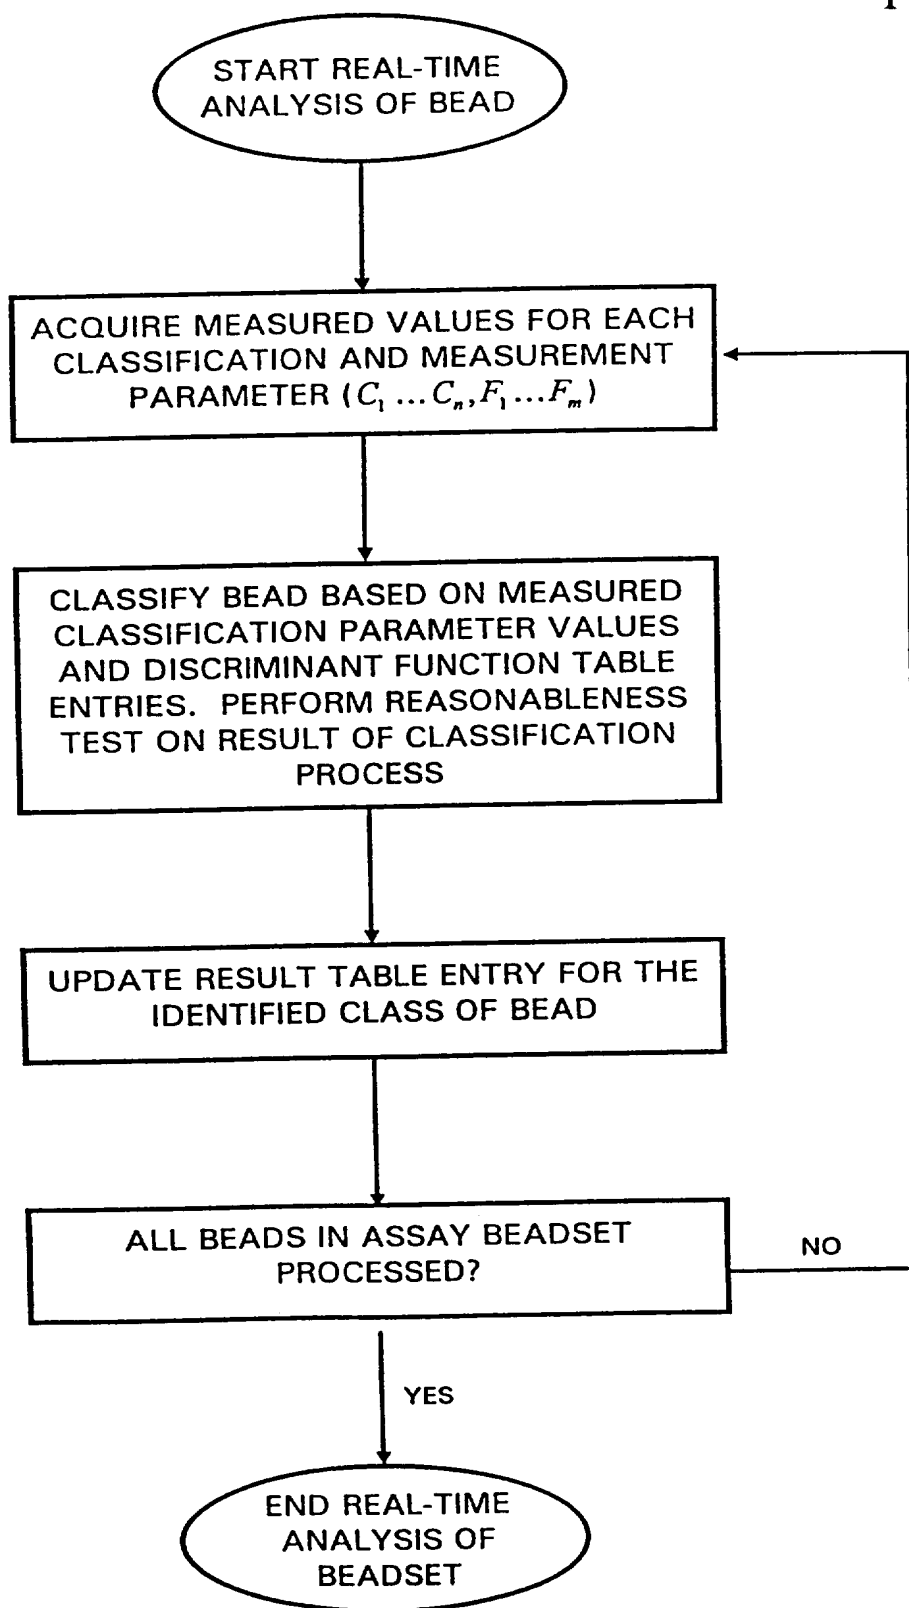 START REAL-TIME
ANALYSIS OF BEAD
ACQUIRE MEASURED VALUES FOR EACH
CLASSIFICATION AND MEASUREMENT
PARAMETER (C₁ ...Cₙ,F₁...Fₘ)
CLASSIFY BEAD BASED ON MEASURED
CLASSIFICATION PARAMETER VALUES
AND DISCRIMINANT FUNCTION TABLE
ENTRIES. PERFORM REASONABLENESS
TEST ON RESULT OF CLASSIFICATION
PROCESS
UPDATE RESULT TABLE ENTRY FOR THE
IDENTIFIED CLASS OF BEAD
ALL BEADS IN ASSAY BEADSET
PROCESSED?
NO
YES
END REAL-TIME
ANALYSIS OF
BEADSET